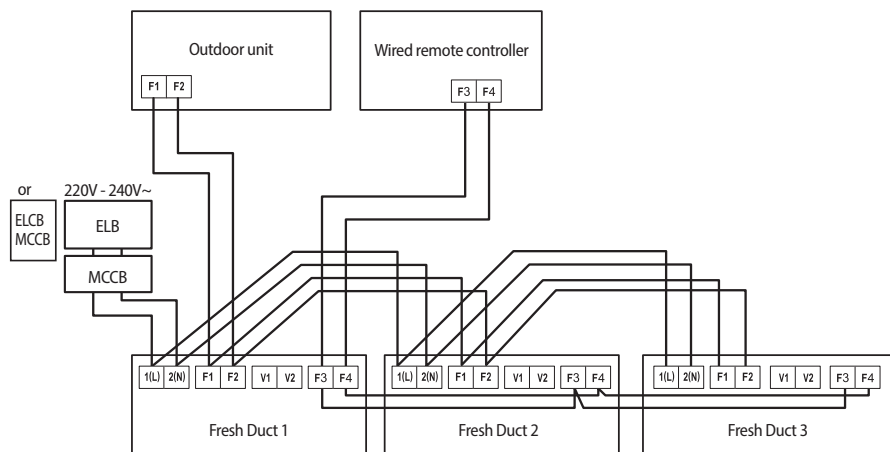 Outdoor unit
F1 F2
Wired remote controller
F3 F4
or
ELCB
MCCB
220V - 240V~
ELB
MCCB
1(L) 2(N) F1 F2 V1 V2 F3 F4
Fresh Duct 1
1(L) 2(N) F1 F2 V1 V2 F3 F4
Fresh Duct 2
1(L) 2(N) F1 F2 V1 V2 F3 F4
Fresh Duct 3